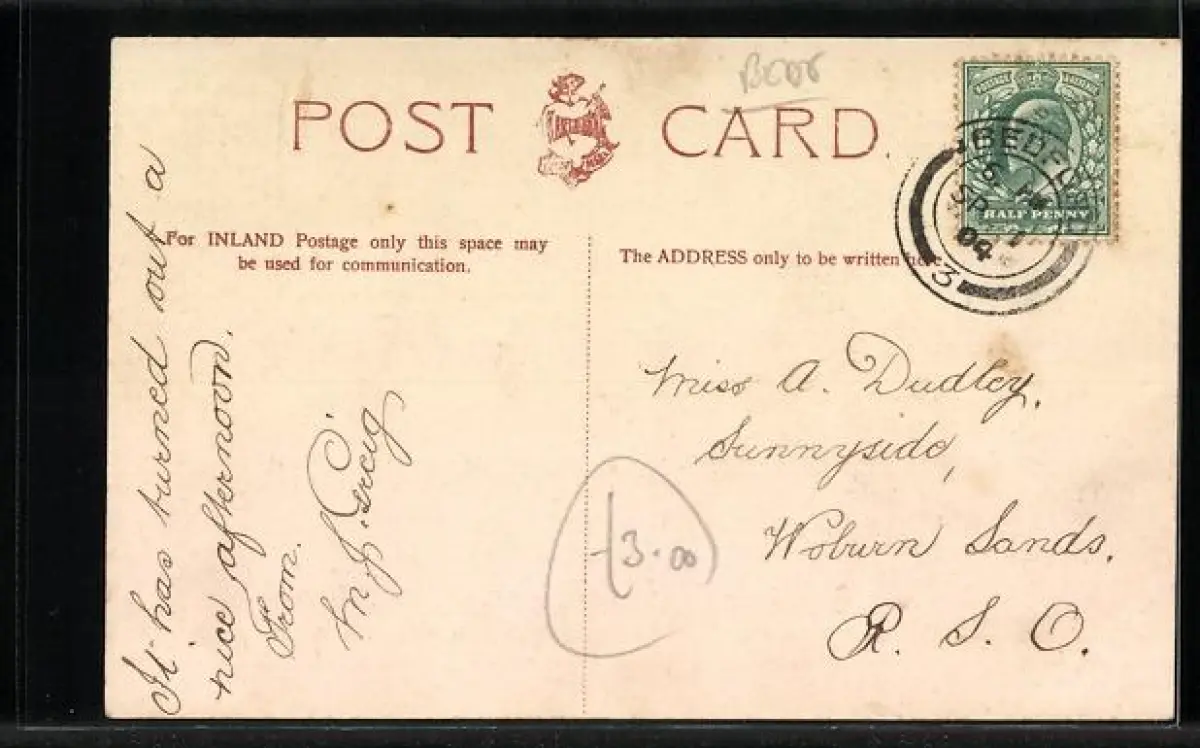 POST CARD.
For INLAND Postage only this space may
be used for communication.
The ADDRESS only to be written here
HALF PENNY
04
3
It has turned out a
nice afternoon.
From.
M. J. Greig
Miss A. Dudley,
Sunnyside,
Woburn Sands.
R. S. O.
3.00